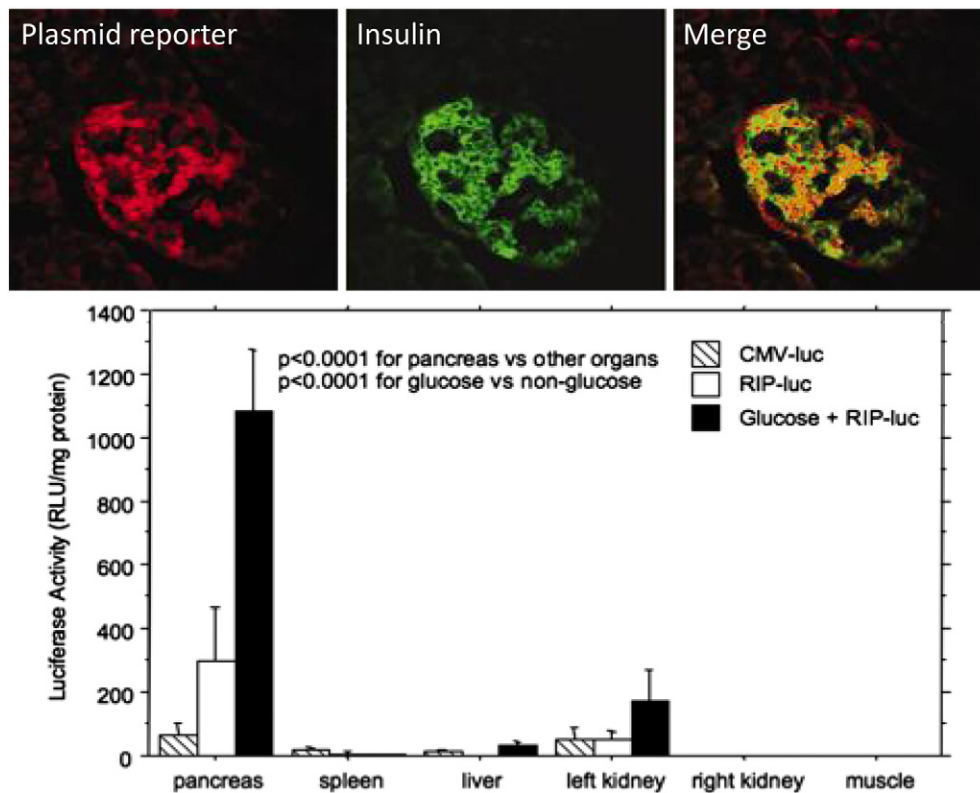 Plasmid reporter
Insulin
Merge
1400
1200
1000
800
600
400
200
0
Luciferase Activity (RLU/mg protein)
p<0.0001 for pancreas vs other organs
p<0.0001 for glucose vs non-glucose
CMV-luc
RIP-luc
Glucose + RIP-luc
pancreas
spleen
liver
left kidney
right kidney
muscle